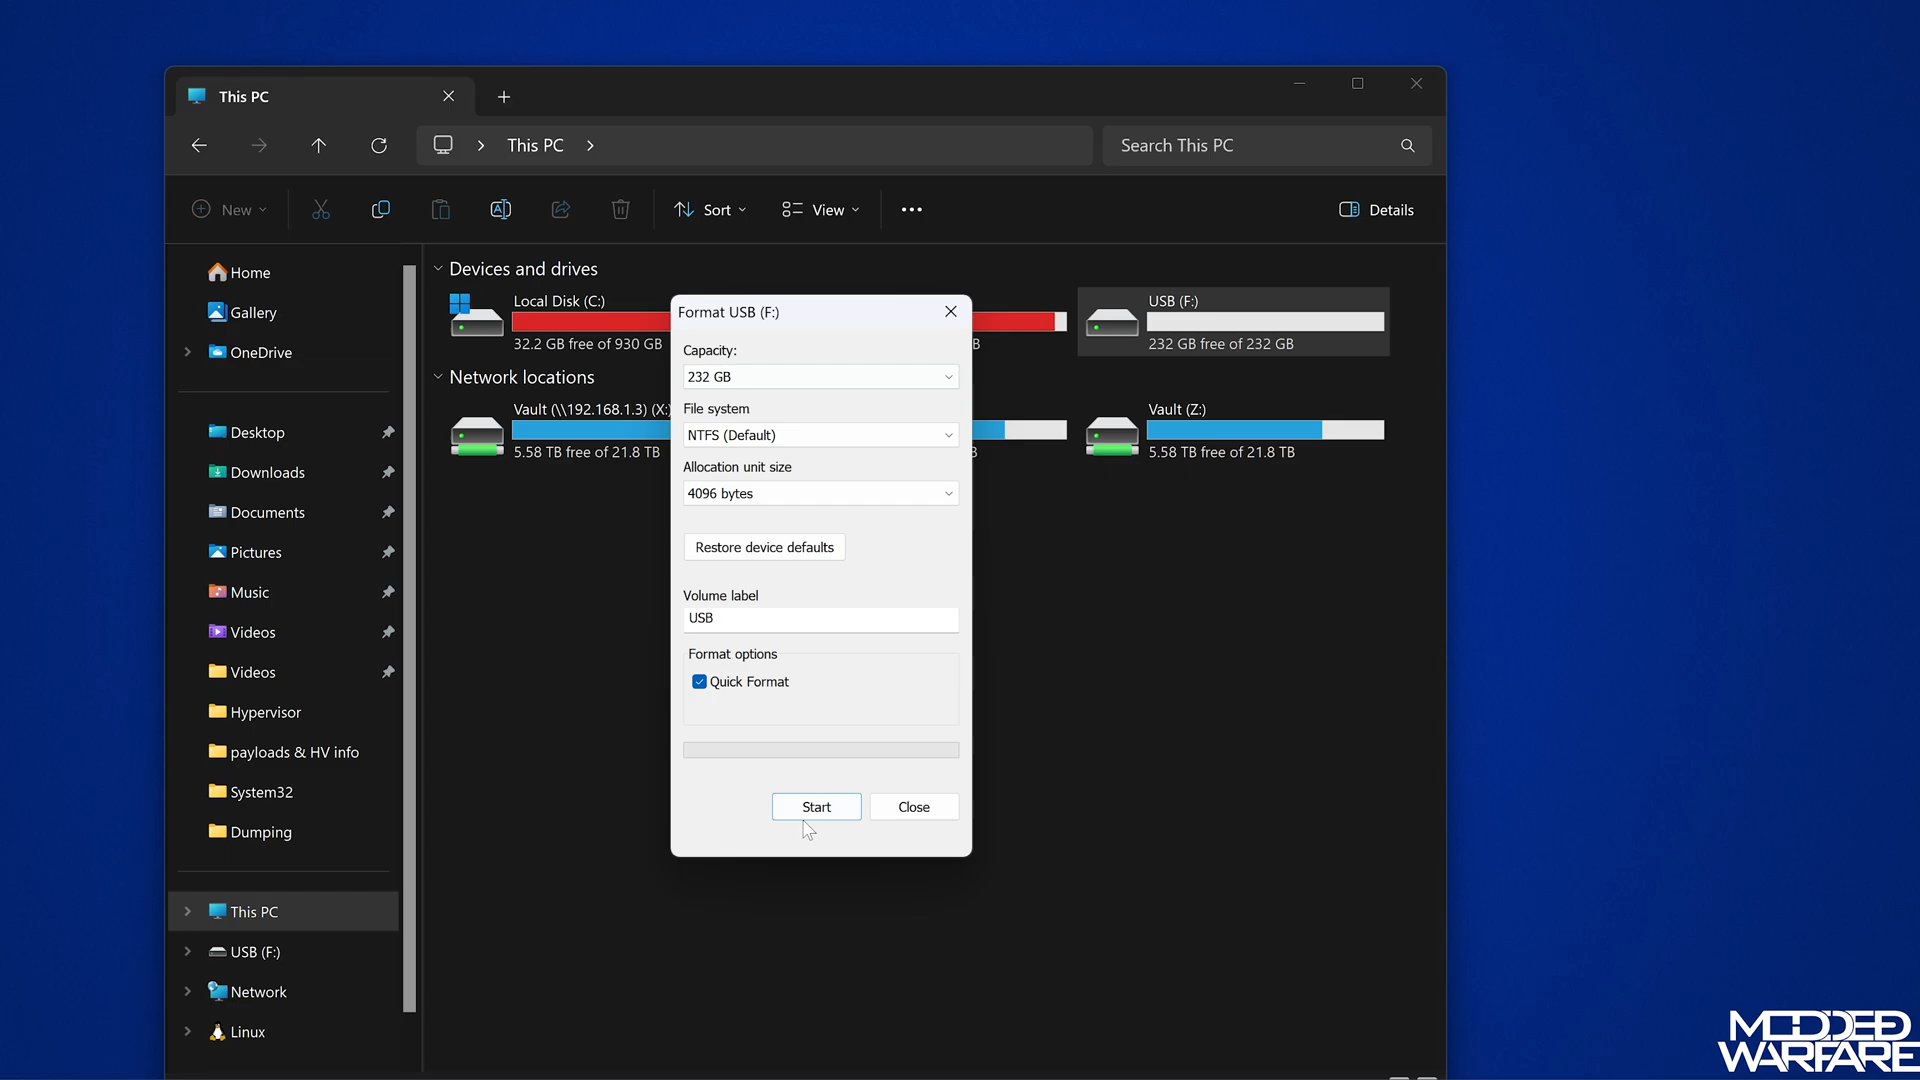 This PC
This PC
Search This PC
New
Sort
View
Details
Home
Gallery
OneDrive
Desktop
Downloads
Documents
Pictures
Music
Videos
Videos
Hypervisor
payloads & HV info
System32
Dumping
This PC
USB (F:)
Network
Linux
Devices and drives
Local Disk (C:)
32.2 GB free of 930 GB
B
USB (F:)
232 GB free of 232 GB
Network locations
Vault (\\192.168.1.3) (X:)
5.58 TB free of 21.8 TB
B
Vault (Z:)
5.58 TB free of 21.8 TB
Format USB (F:)
Capacity:
232 GB
File system
NTFS (Default)
Allocation unit size
4096 bytes
Restore device defaults
Volume label
USB
Format options
Quick Format
Start
Close
MODDED
WARFARE